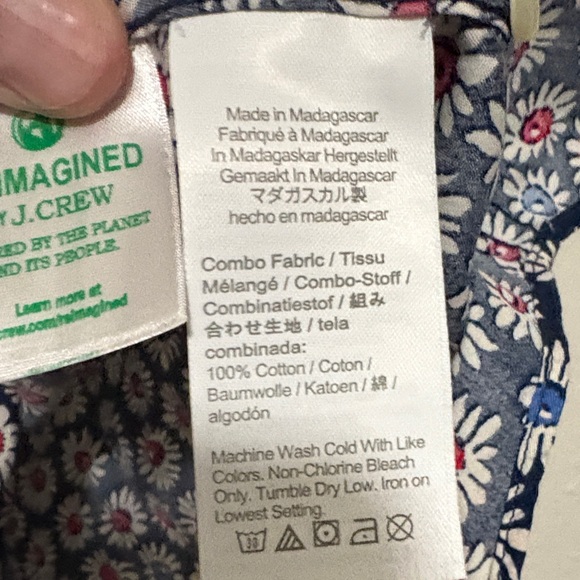 IMAGINED
Y J.CREW
RED BY THE PLANET
ND ITS PEOPLE.
Learn more at
crew.com/reimagined
Made in Madagascar
Fabriqué à Madagascar
In Madagaskar Hergestellt
Gemaakt In Madagascar
マダガスカル製
hecho en madagascar
Combo Fabric / Tissu
Mélangé / Combo-Stoff /
Combinatiestof / 組み
合わせ生地 / tela
combinada:
100% Cotton / Coton /
Baumwolle / Katoen / 綿 /
algodón
Machine Wash Cold With Like
Colors. Non-Chlorine Bleach
Only. Tumble Dry Low. Iron on
Lowest Setting.
30